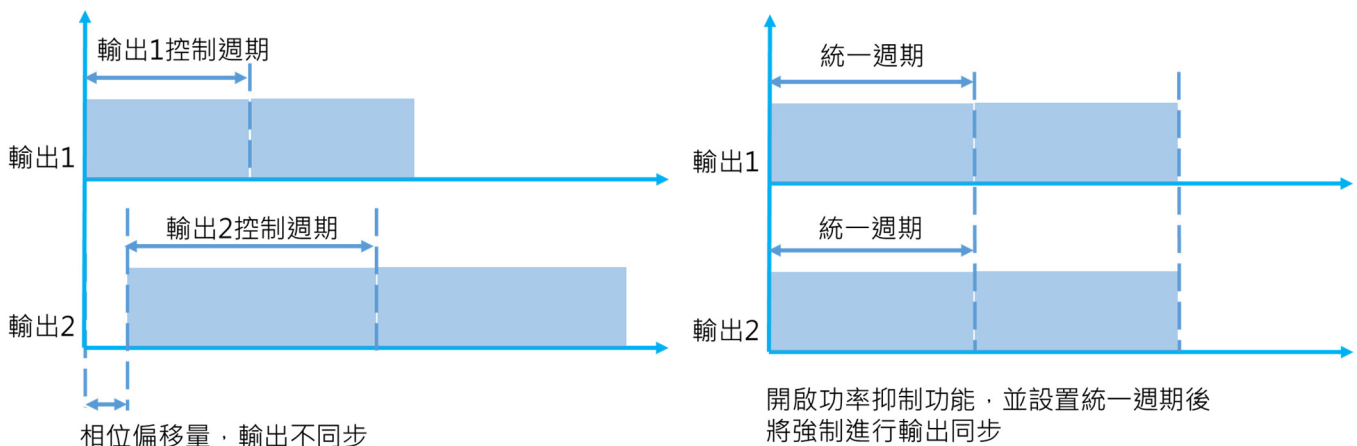 輸出1控制週期
輸出1
輸出2控制週期
輸出2
相位偏移量，輸出不同步
統一週期
輸出1
統一週期
輸出2
開啟功率抑制功能，並設置統一週期後
將強制進行輸出同步